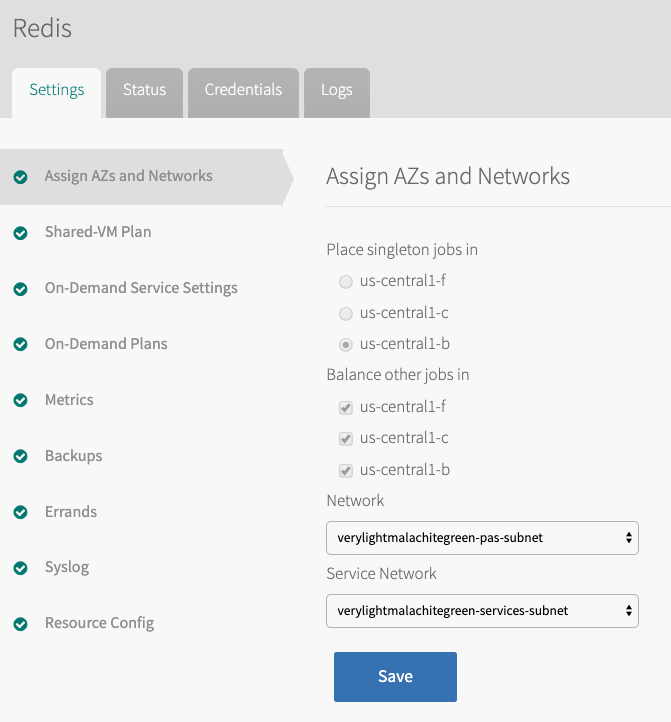 Redis
Settings
Status
Credentials
Logs
Assign AZs and Networks
Shared-VM Plan
On-Demand Service Settings
On-Demand Plans
Metrics
Backups
Errands
Syslog
Resource Config
Assign AZs and Networks
Place singleton jobs in
us-central1-f
us-central1-c
us-central1-b
Balance other jobs in
us-central1-f
us-central1-c
us-central1-b
Network
verylightmalachitegreen-pas-subnet
Service Network
verylightmalachitegreen-services-subnet
Save